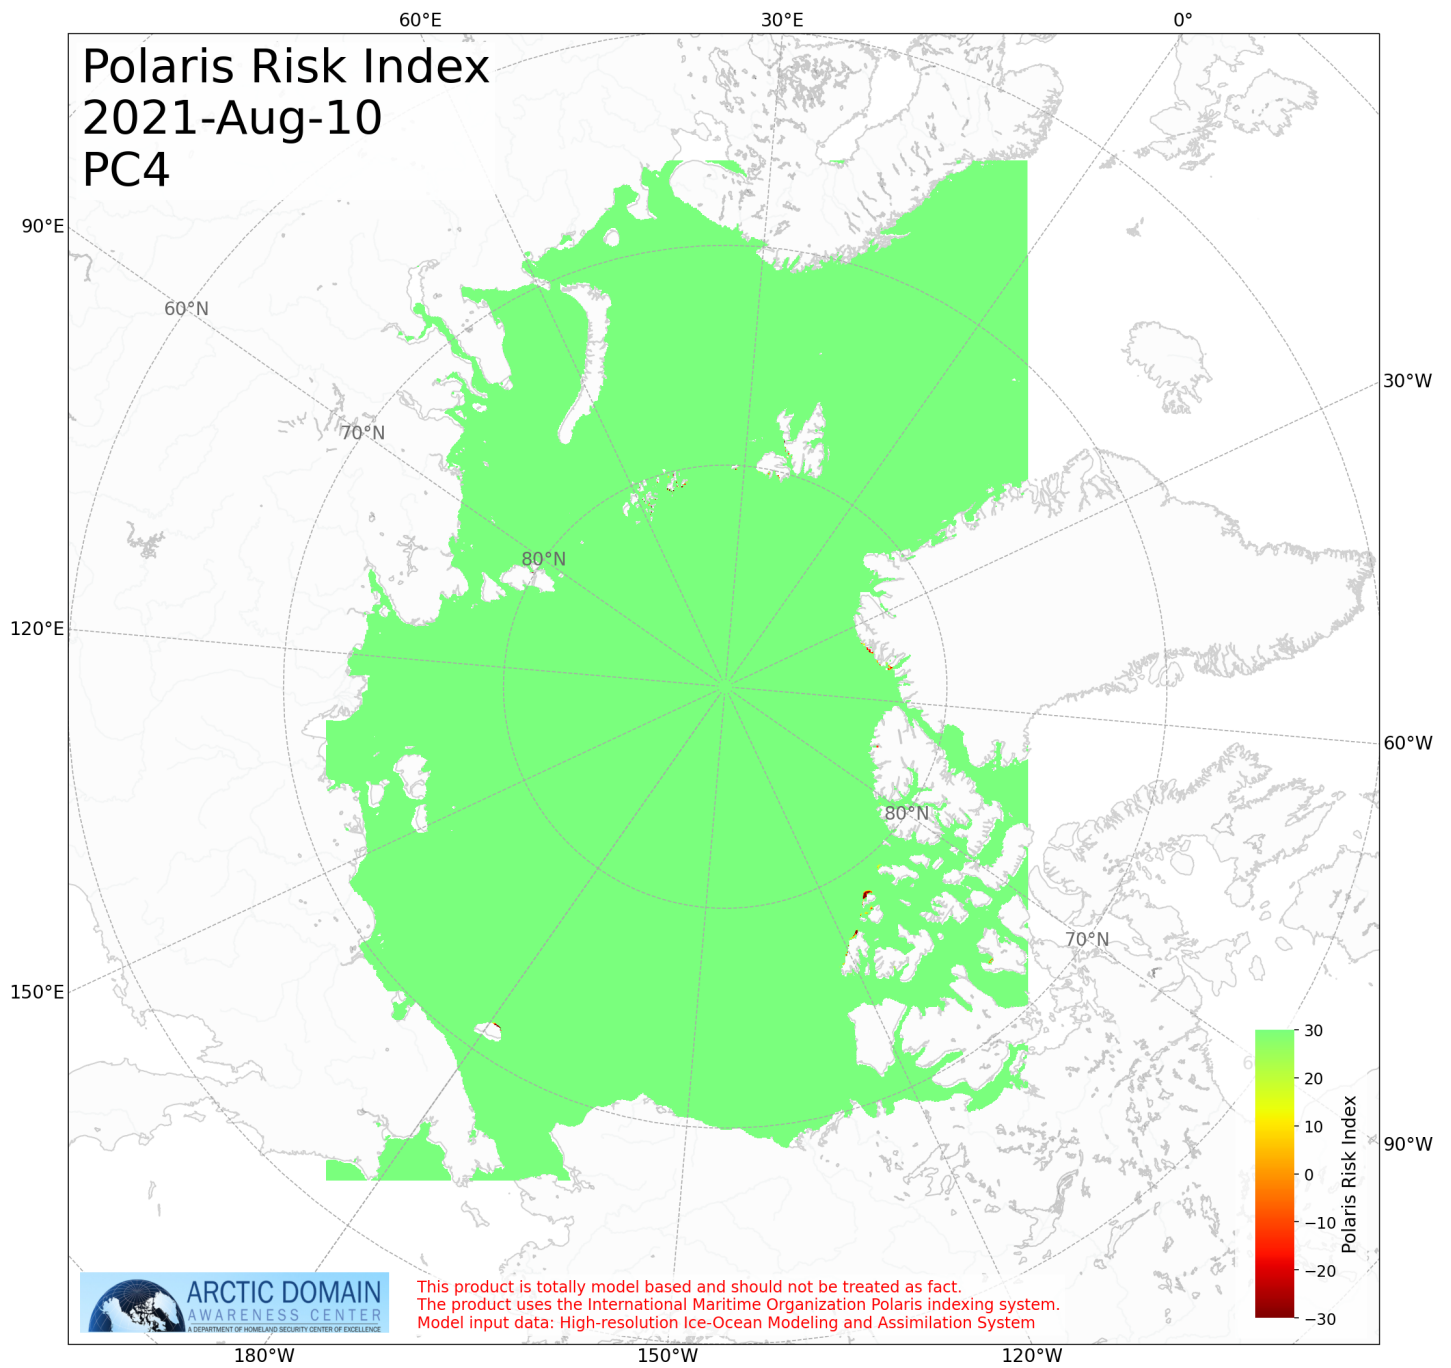 60°E 30°E 0°
Polaris Risk Index
2021-Aug-10
PC4
90°E
60°N
30°W
70°N
80°N
120°E
60°W
80°N
70°N
150°E
30
20
10
0
−10
−20
−30
Polaris Risk Index
90°W
ARCTIC DOMAIN
AWARENESS CENTER
A DEPARTMENT OF HOMELAND SECURITY CENTER OF EXCELLENCE
This product is totally model based and should not be treated as fact.
The product uses the International Maritime Organization Polaris indexing system.
Model input data: High-resolution Ice-Ocean Modeling and Assimilation System
180°W 150°W 120°W